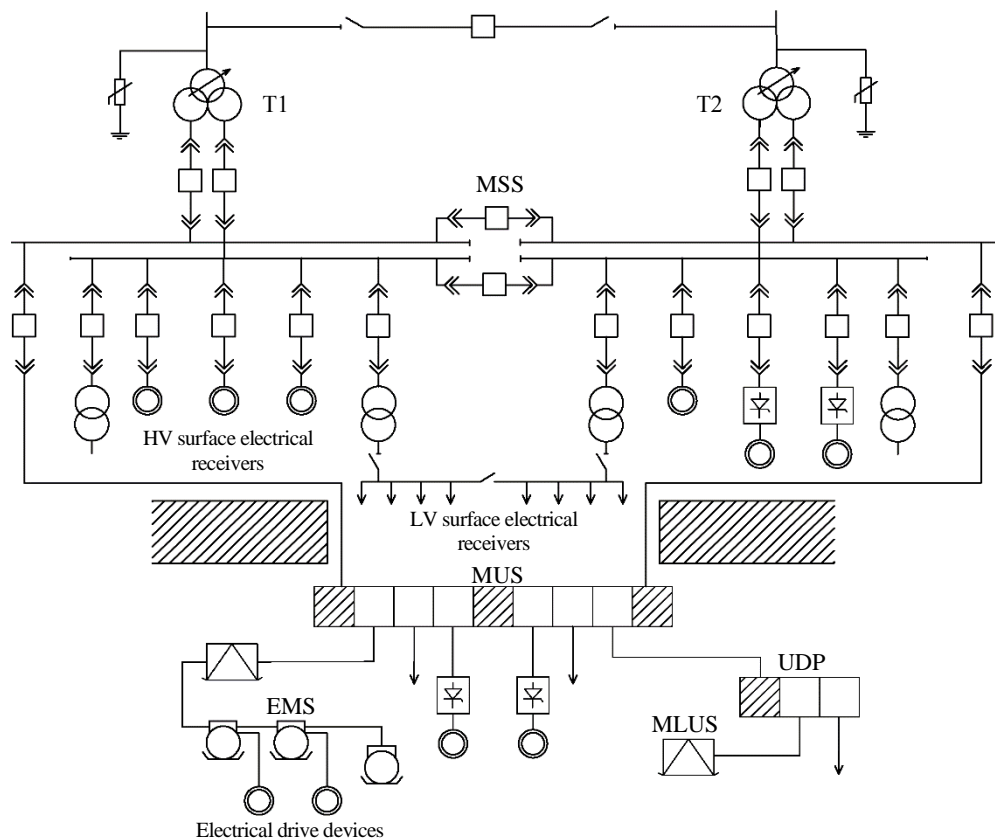 T1
T2
MSS
HV surface electrical
receivers
LV surface electrical
receivers
MUS
UDP
EMS
MLUS
Electrical drive devices